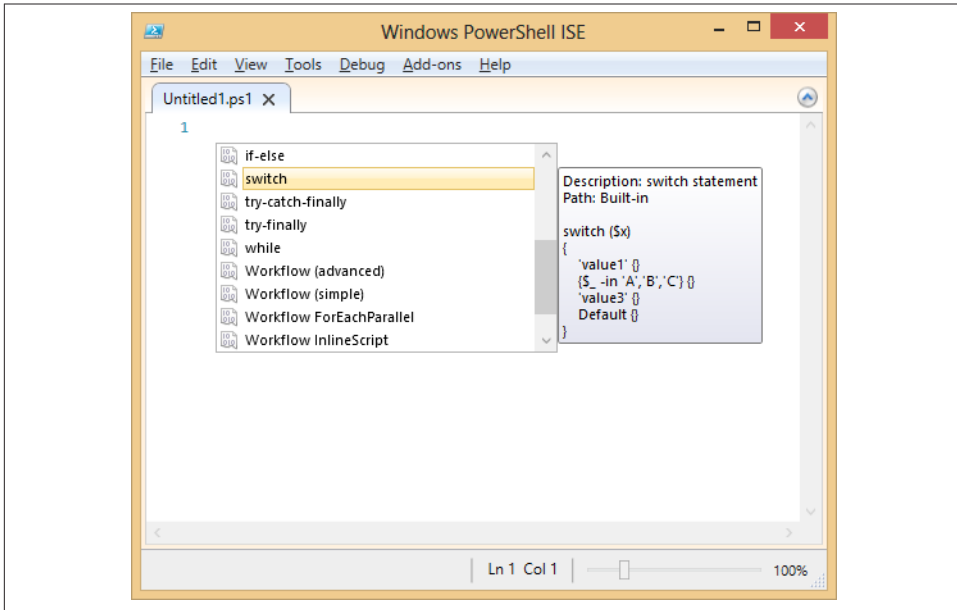 Windows PowerShell ISE
File Edit View Tools Debug Add-ons Help
Untitled1.ps1
1
if-else
switch
try-catch-finally
try-finally
while
Workflow (advanced)
Workflow (simple)
Workflow ForEachParallel
Workflow InlineScript
Description: switch statement
Path: Built-in
switch ($x)
{
'value1' {}
{$_ -in 'A','B','C'} {}
'value3' {}
Default {}
}
Ln 1 Col 1
100%